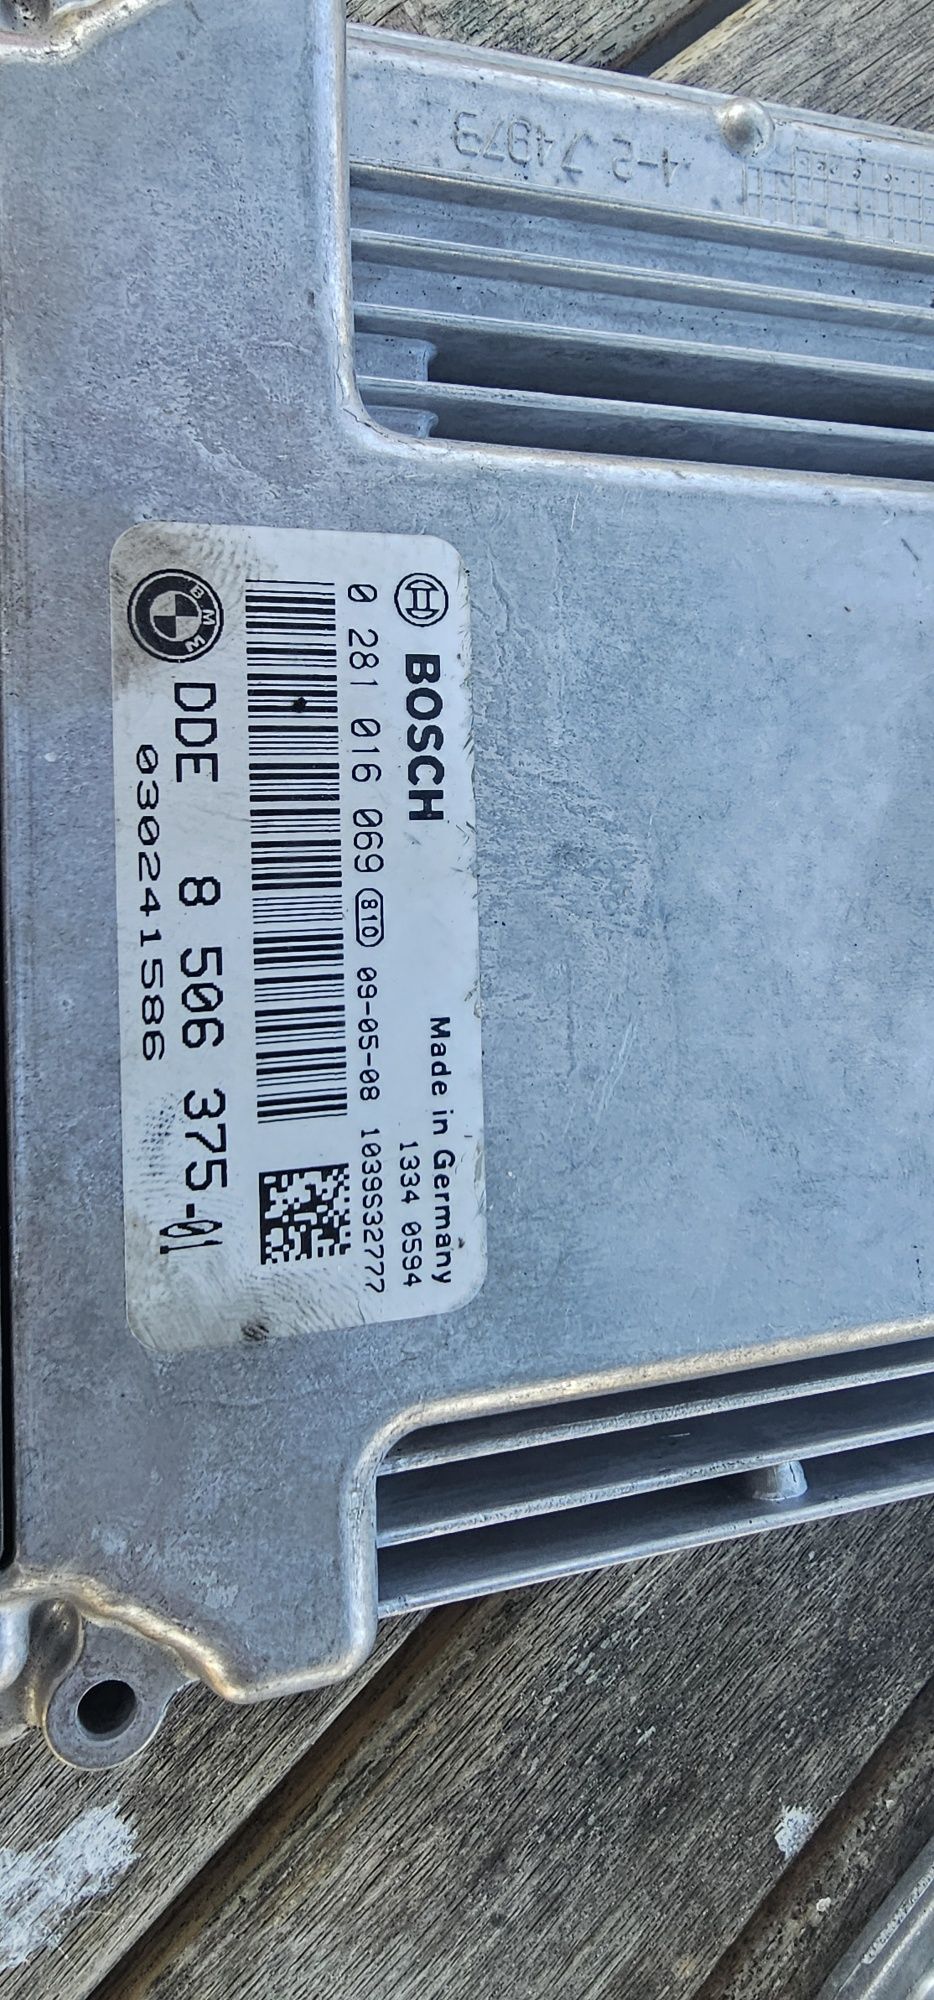 BOSCH
Made in Germany
1334 0594
0 281 016 069 810 09-05-08 1039S32777
BMW DDE 8 506 375-01
030241586
4-2 74979